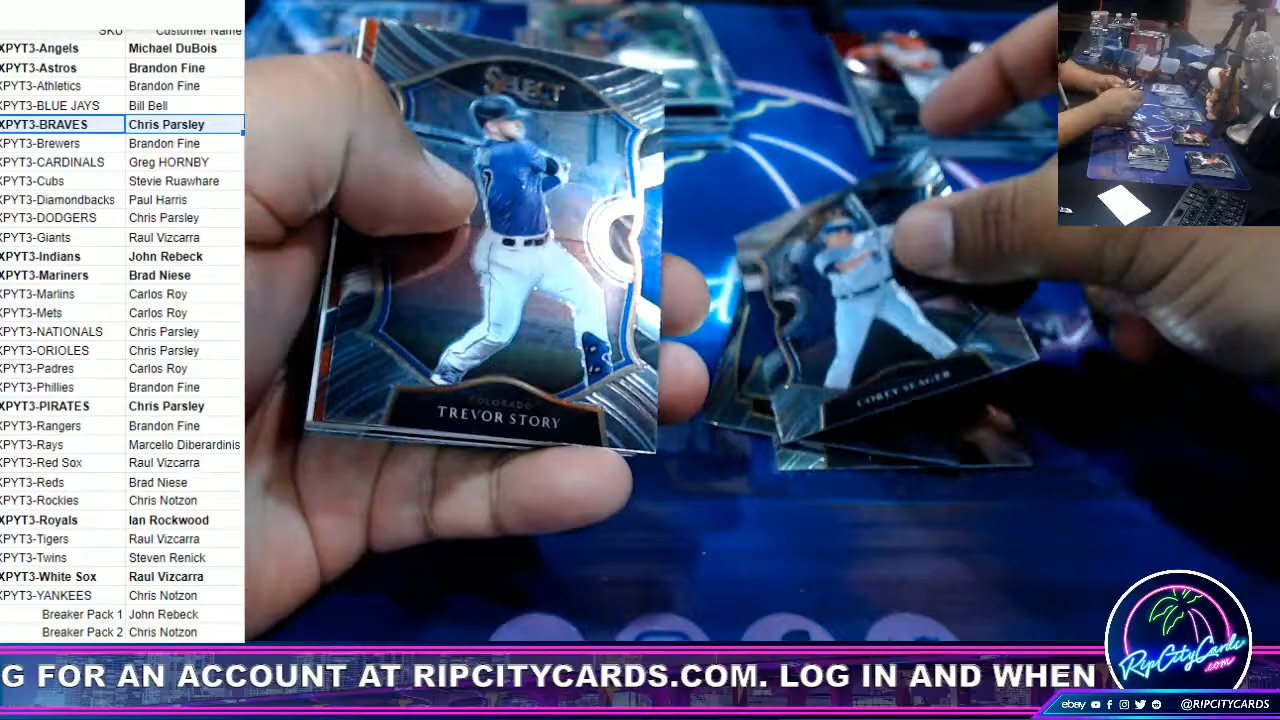 SKU Customer Name
XPYT3-Angels Michael DuBois
XPYT3-Astros Brandon Fine
XPYT3-Athletics Brandon Fine
XPYT3-BLUE JAYS Bill Bell
XPYT3-BRAVES Chris Parsley
XPYT3-Brewers Brandon Fine
XPYT3-CARDINALS Greg HORNBY
XPYT3-Cubs Stevie Ruawhare
XPYT3-Diamondbacks Paul Harris
XPYT3-DODGERS Chris Parsley
XPYT3-Giants Raul Vizcarra
XPYT3-Indians John Rebeck
XPYT3-Mariners Brad Niese
XPYT3-Marlins Carlos Roy
XPYT3-Mets Carlos Roy
XPYT3-NATIONALS Chris Parsley
XPYT3-ORIOLES Chris Parsley
XPYT3-Padres Carlos Roy
XPYT3-Phillies Brandon Fine
XPYT3-PIRATES Chris Parsley
XPYT3-Rangers Brandon Fine
XPYT3-Rays Marcello Diberardinis
XPYT3-Red Sox Raul Vizcarra
XPYT3-Reds Brad Niese
XPYT3-Rockies Chris Notzon
XPYT3-Royals Ian Rockwood
XPYT3-Tigers Raul Vizcarra
XPYT3-Twins Steven Renick
XPYT3-White Sox Raul Vizcarra
XPYT3-YANKEES Chris Notzon
Breaker Pack 1 John Rebeck
Breaker Pack 2 Chris Notzon
SELECT
COLORADO
TREVOR STORY
COREY SEAGER
RipCityCards
.com
G FOR AN ACCOUNT AT RIPCITYCARDS.COM. LOG IN AND WHEN
ebay @RIPCITYCARDS